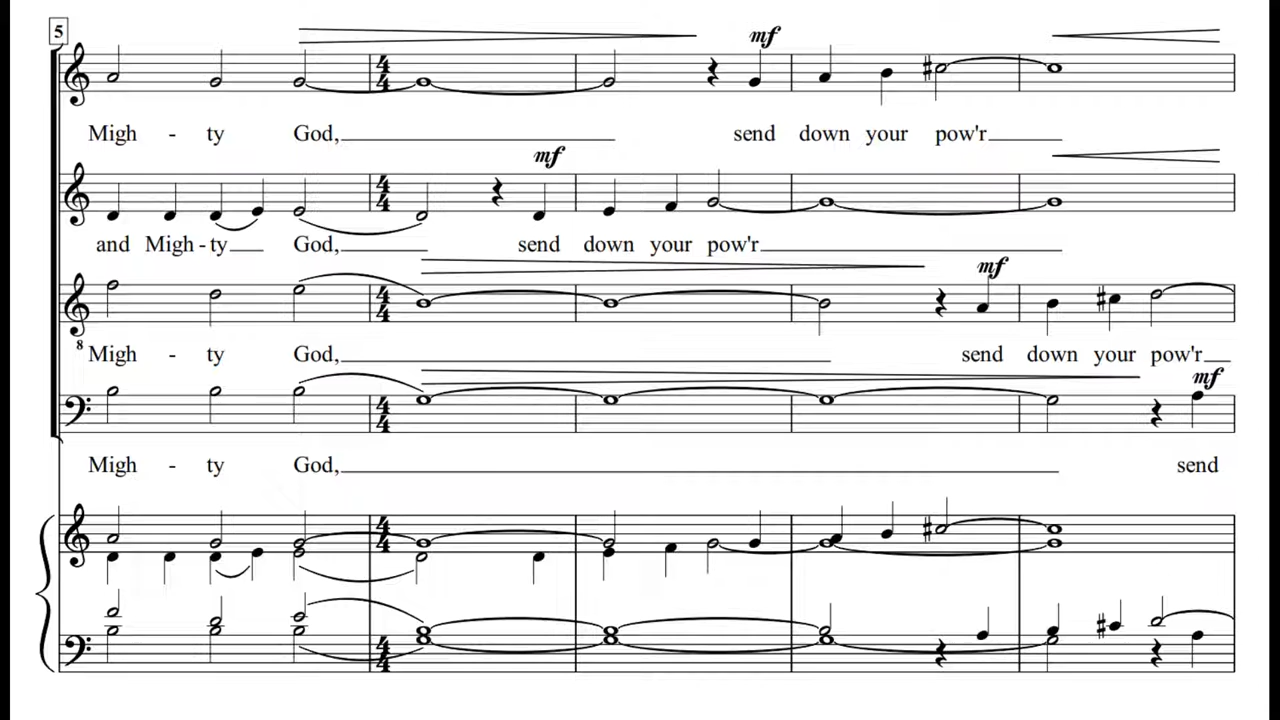 5
mf
Migh - ty God, send down your pow'r
mf
and Migh - ty God, send down your pow'r
mf
8
Migh - ty God, send down your pow'r
mf
Migh - ty God, send